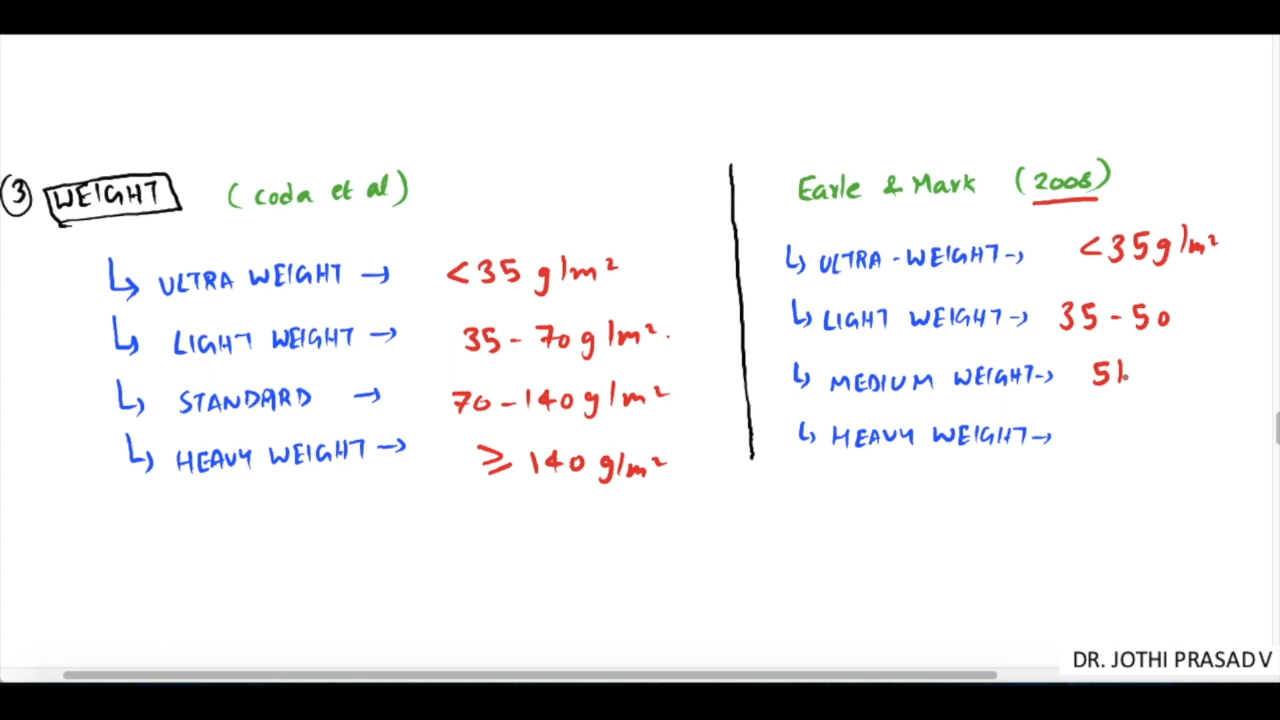 ③ WEIGHT (Coda et al)
↳ ULTRA WEIGHT → <35 g/m²
↳ LIGHT WEIGHT → 35 - 70 g/m².
↳ STANDARD → 70 - 140 g/m²
↳ HEAVY WEIGHT → ≥ 140 g/m²
Earle & Mark (2008)
↳ ULTRA - WEIGHT → <35 g/m²
↳ LIGHT WEIGHT → 35 - 50
↳ MEDIUM WEIGHT → 51
↳ HEAVY WEIGHT →
DR. JOTHI PRASAD V